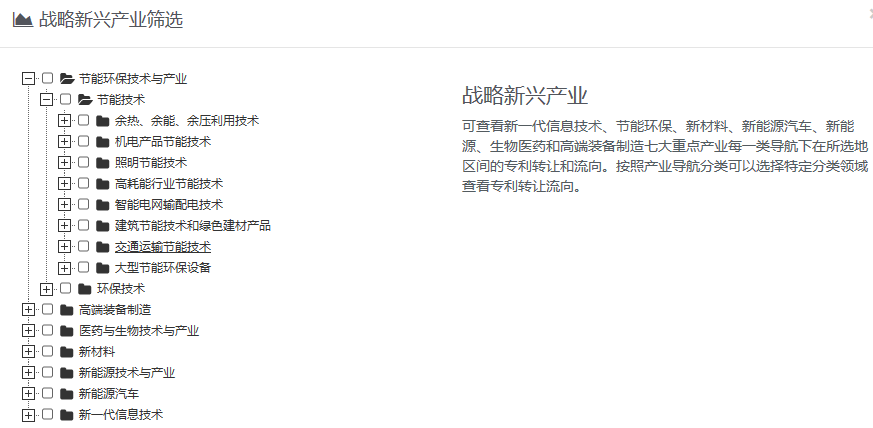 战略新兴产业筛选
节能环保技术与产业
节能技术
余热、余能、余压利用技术
机电产品节能技术
照明节能技术
高耗能行业节能技术
智能电网输配电技术
建筑节能技术和绿色建材产品
交通运输节能技术
大型节能环保设备
环保技术
高端装备制造
医药与生物技术与产业
新材料
新能源技术与产业
新能源汽车
新一代信息技术
战略新兴产业
可查看新一代信息技术、节能环保、新材料、新能源汽车、新能
源、生物医药和高端装备制造七大重点产业每一类导航下在所选地
区间的专利转让和流向。按照产业导航分类可以选择特定分类领域
查看专利转让流向。